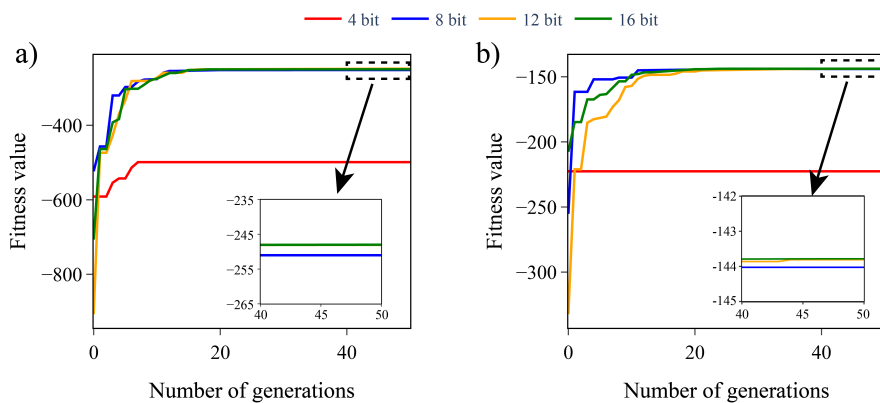 4 bit 8 bit 12 bit 16 bit
a)
Fitness value
−400
−600
−800
−235
−245
−255
−265
40 45 50
0 20 40
Number of generations
b)
Fitness value
−150
−200
−250
−300
-142
-143
-144
-145
40 45 50
0 20 40
Number of generations